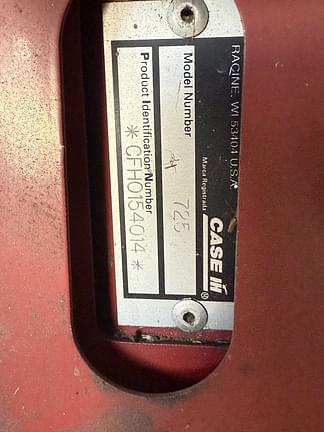 CASE IH®
Marca Registrada
RACINE, WI 53404 U.S.A.
Model Number
725
Product Identification Number
*CFH0154014*